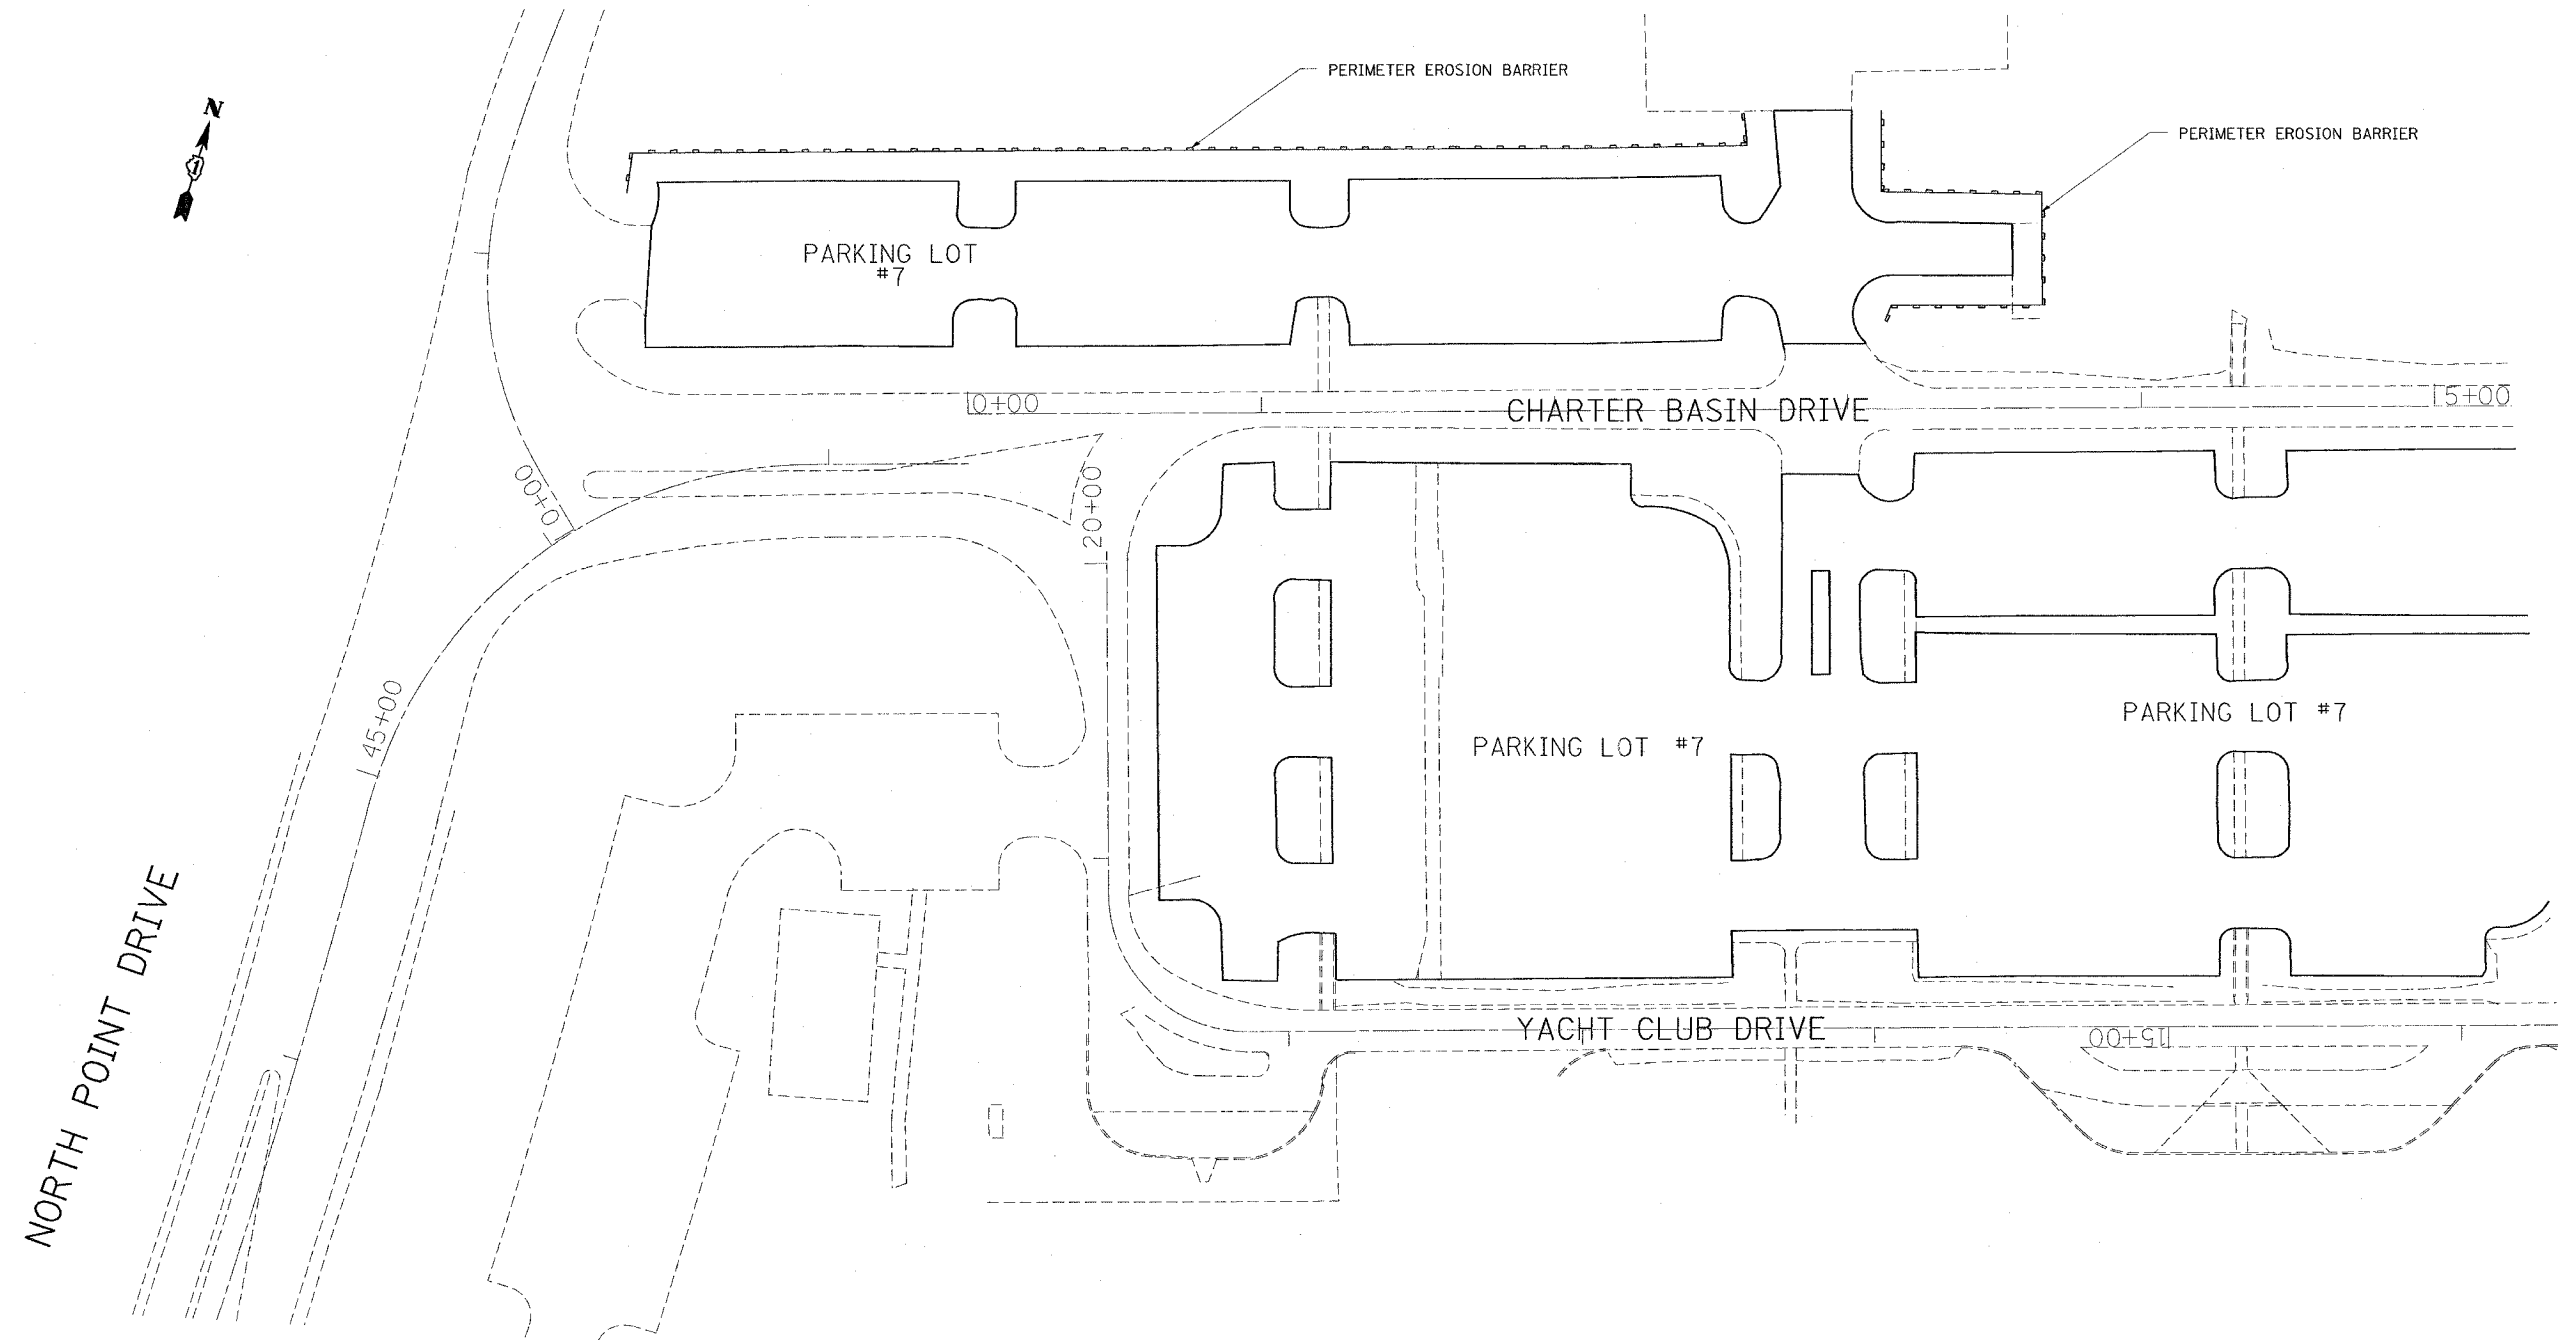 PERIMETER EROSION BARRIER
N
PERIMETER EROSION BARRIER
PARKING LOT
#7
10+00
CHARTER BASIN DRIVE
15+00
0+00
20+00
45+00
PARKING LOT #7
PARKING LOT #7
NORTH POINT DRIVE
YACHT CLUB DRIVE
15+00